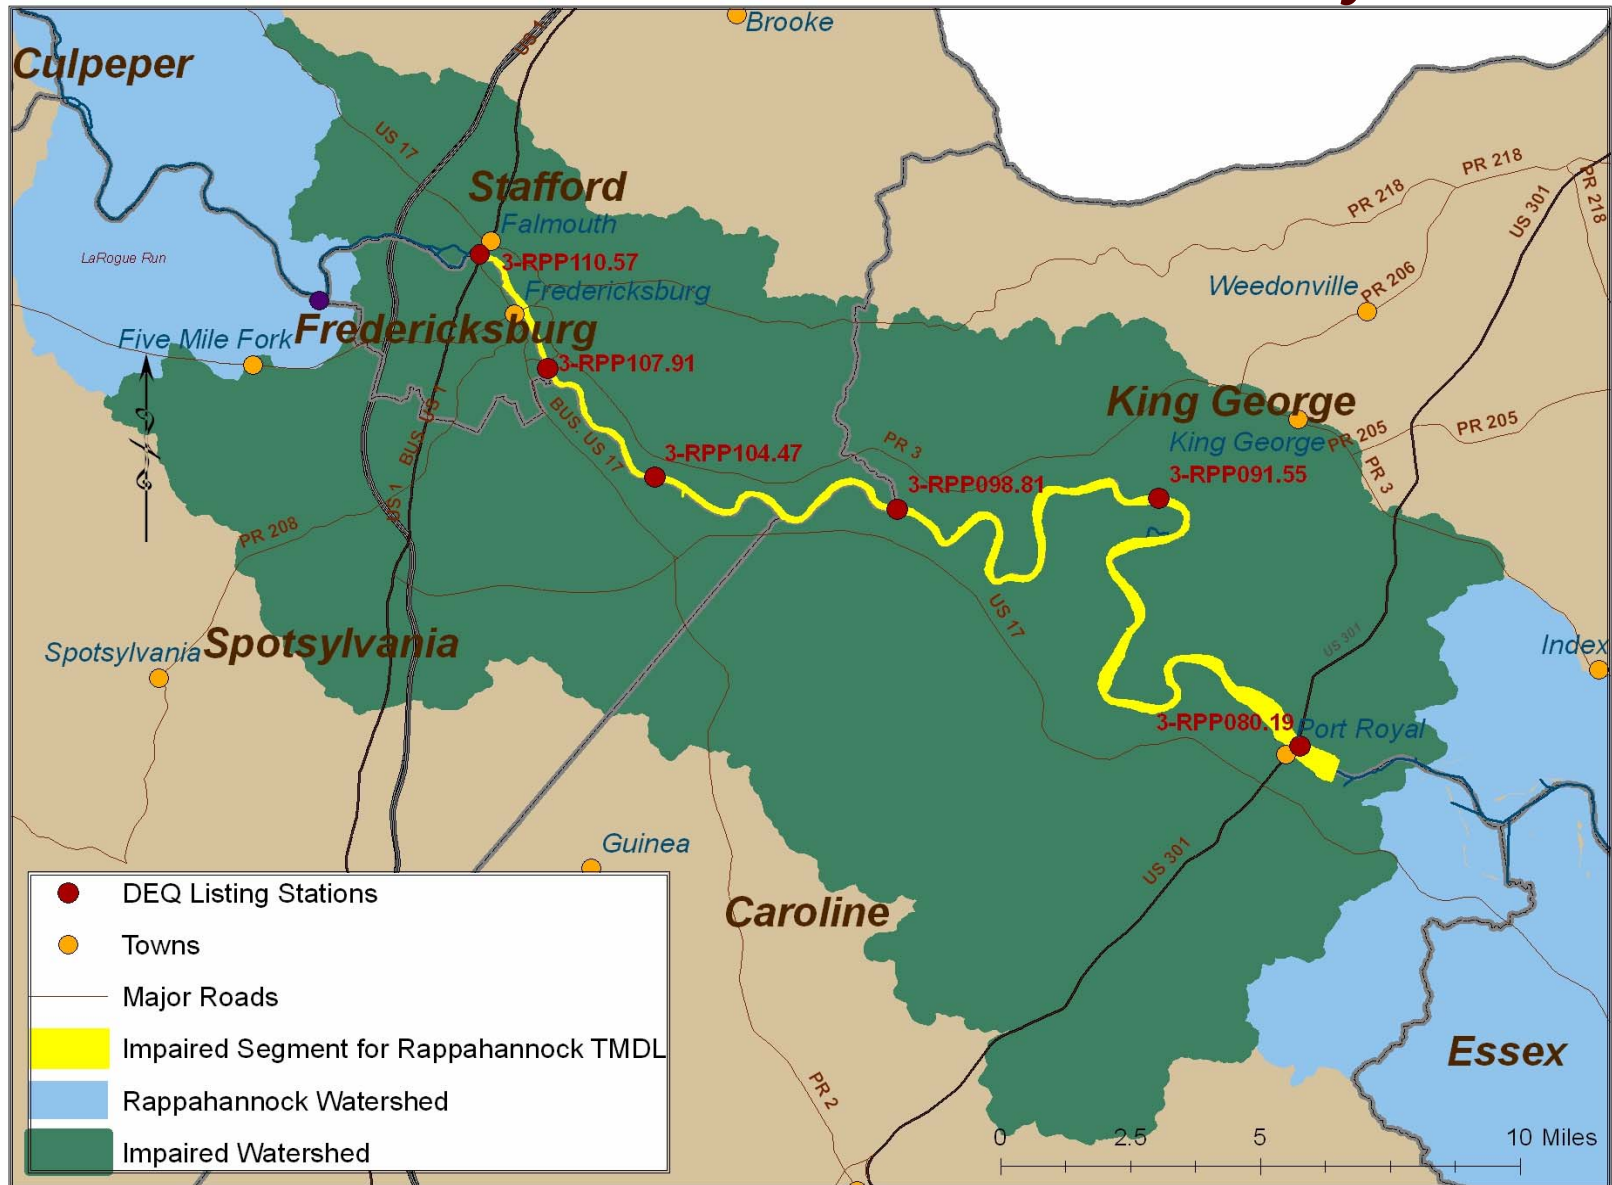 Brooke
Culpeper
US 1
US 17
PR 218
PR 218
PR 218
US 301
Stafford
Falmouth
LaRogue Run
3-RPP110.57
Fredericksburg
Weedonville
PR 206
Five Mile Fork
Fredericksburg
3-RPP107.91
King George
King George
PR 205
PR 205
BUS. US 1
BUS. US 17
PR 3
3-RPP104.47
3-RPP098.81
3-RPP091.55
PR 3
US 1
PR 208
US 17
US 301
Spotsylvania
Spotsylvania
Index
3-RPP080.19
Port Royal
Guinea
US 301
Caroline
DEQ Listing Stations
Towns
Major Roads
Impaired Segment for Rappahannock TMDL
Rappahannock Watershed
Impaired Watershed
PR 2
Essex
0 2.5 5 10 Miles